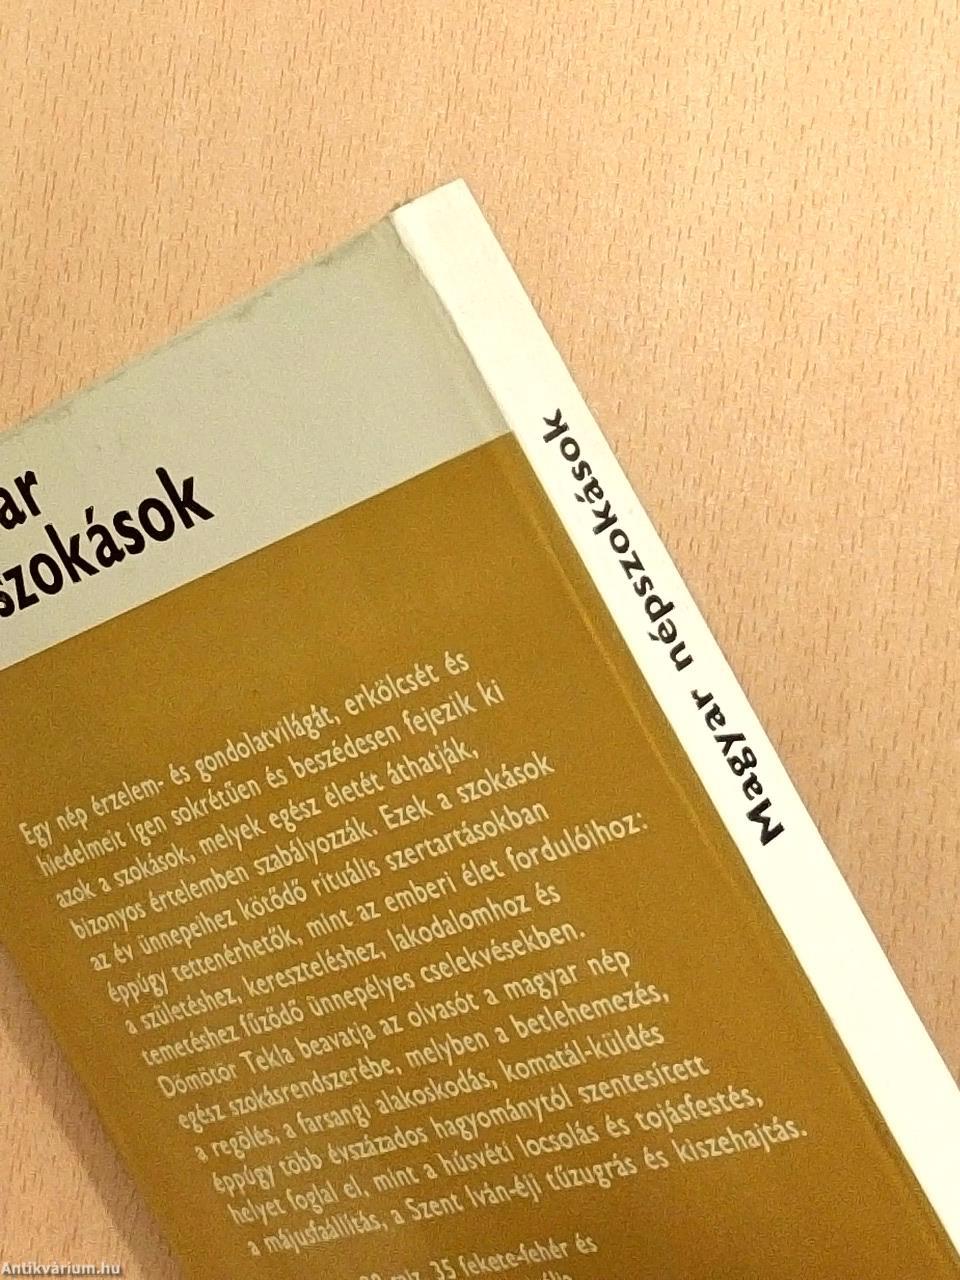 ar
szokások
Magyar népszokások
Egy nép érzelem- és gondolatvilágát, erkölcsét és
hiedelmeit igen sokrétűen és beszédesen fejezik ki
azok a szokások, melyek egész életét áthatják,
bizonyos értelemben szabályozzák. Ezek a szokások
az év ünnepeihez kötődő rituális szertartásokban
éppúgy tettenérhetők, mint az emberi élet fordulóihoz:
a születéshez, kereszteléshez, lakodalomhoz és
temetéshez fűződő ünnepélyes cselekvésekben.
Dömötör Tekla beavatja az olvasót a magyar nép
egész szokásrendszerébe, melyben a betlehemezés,
a regölés, a farsangi alakoskodás, komatál-küldés
éppúgy több évszázados hagyománytól szentesített
helyet foglal el, mint a húsvéti locsolás és tojásfestés,
a májusfaállítás, a Szent Iván-éji tűzugrás és kiszehajtás.
35 fekete-fehér és
Antikvárium.hu